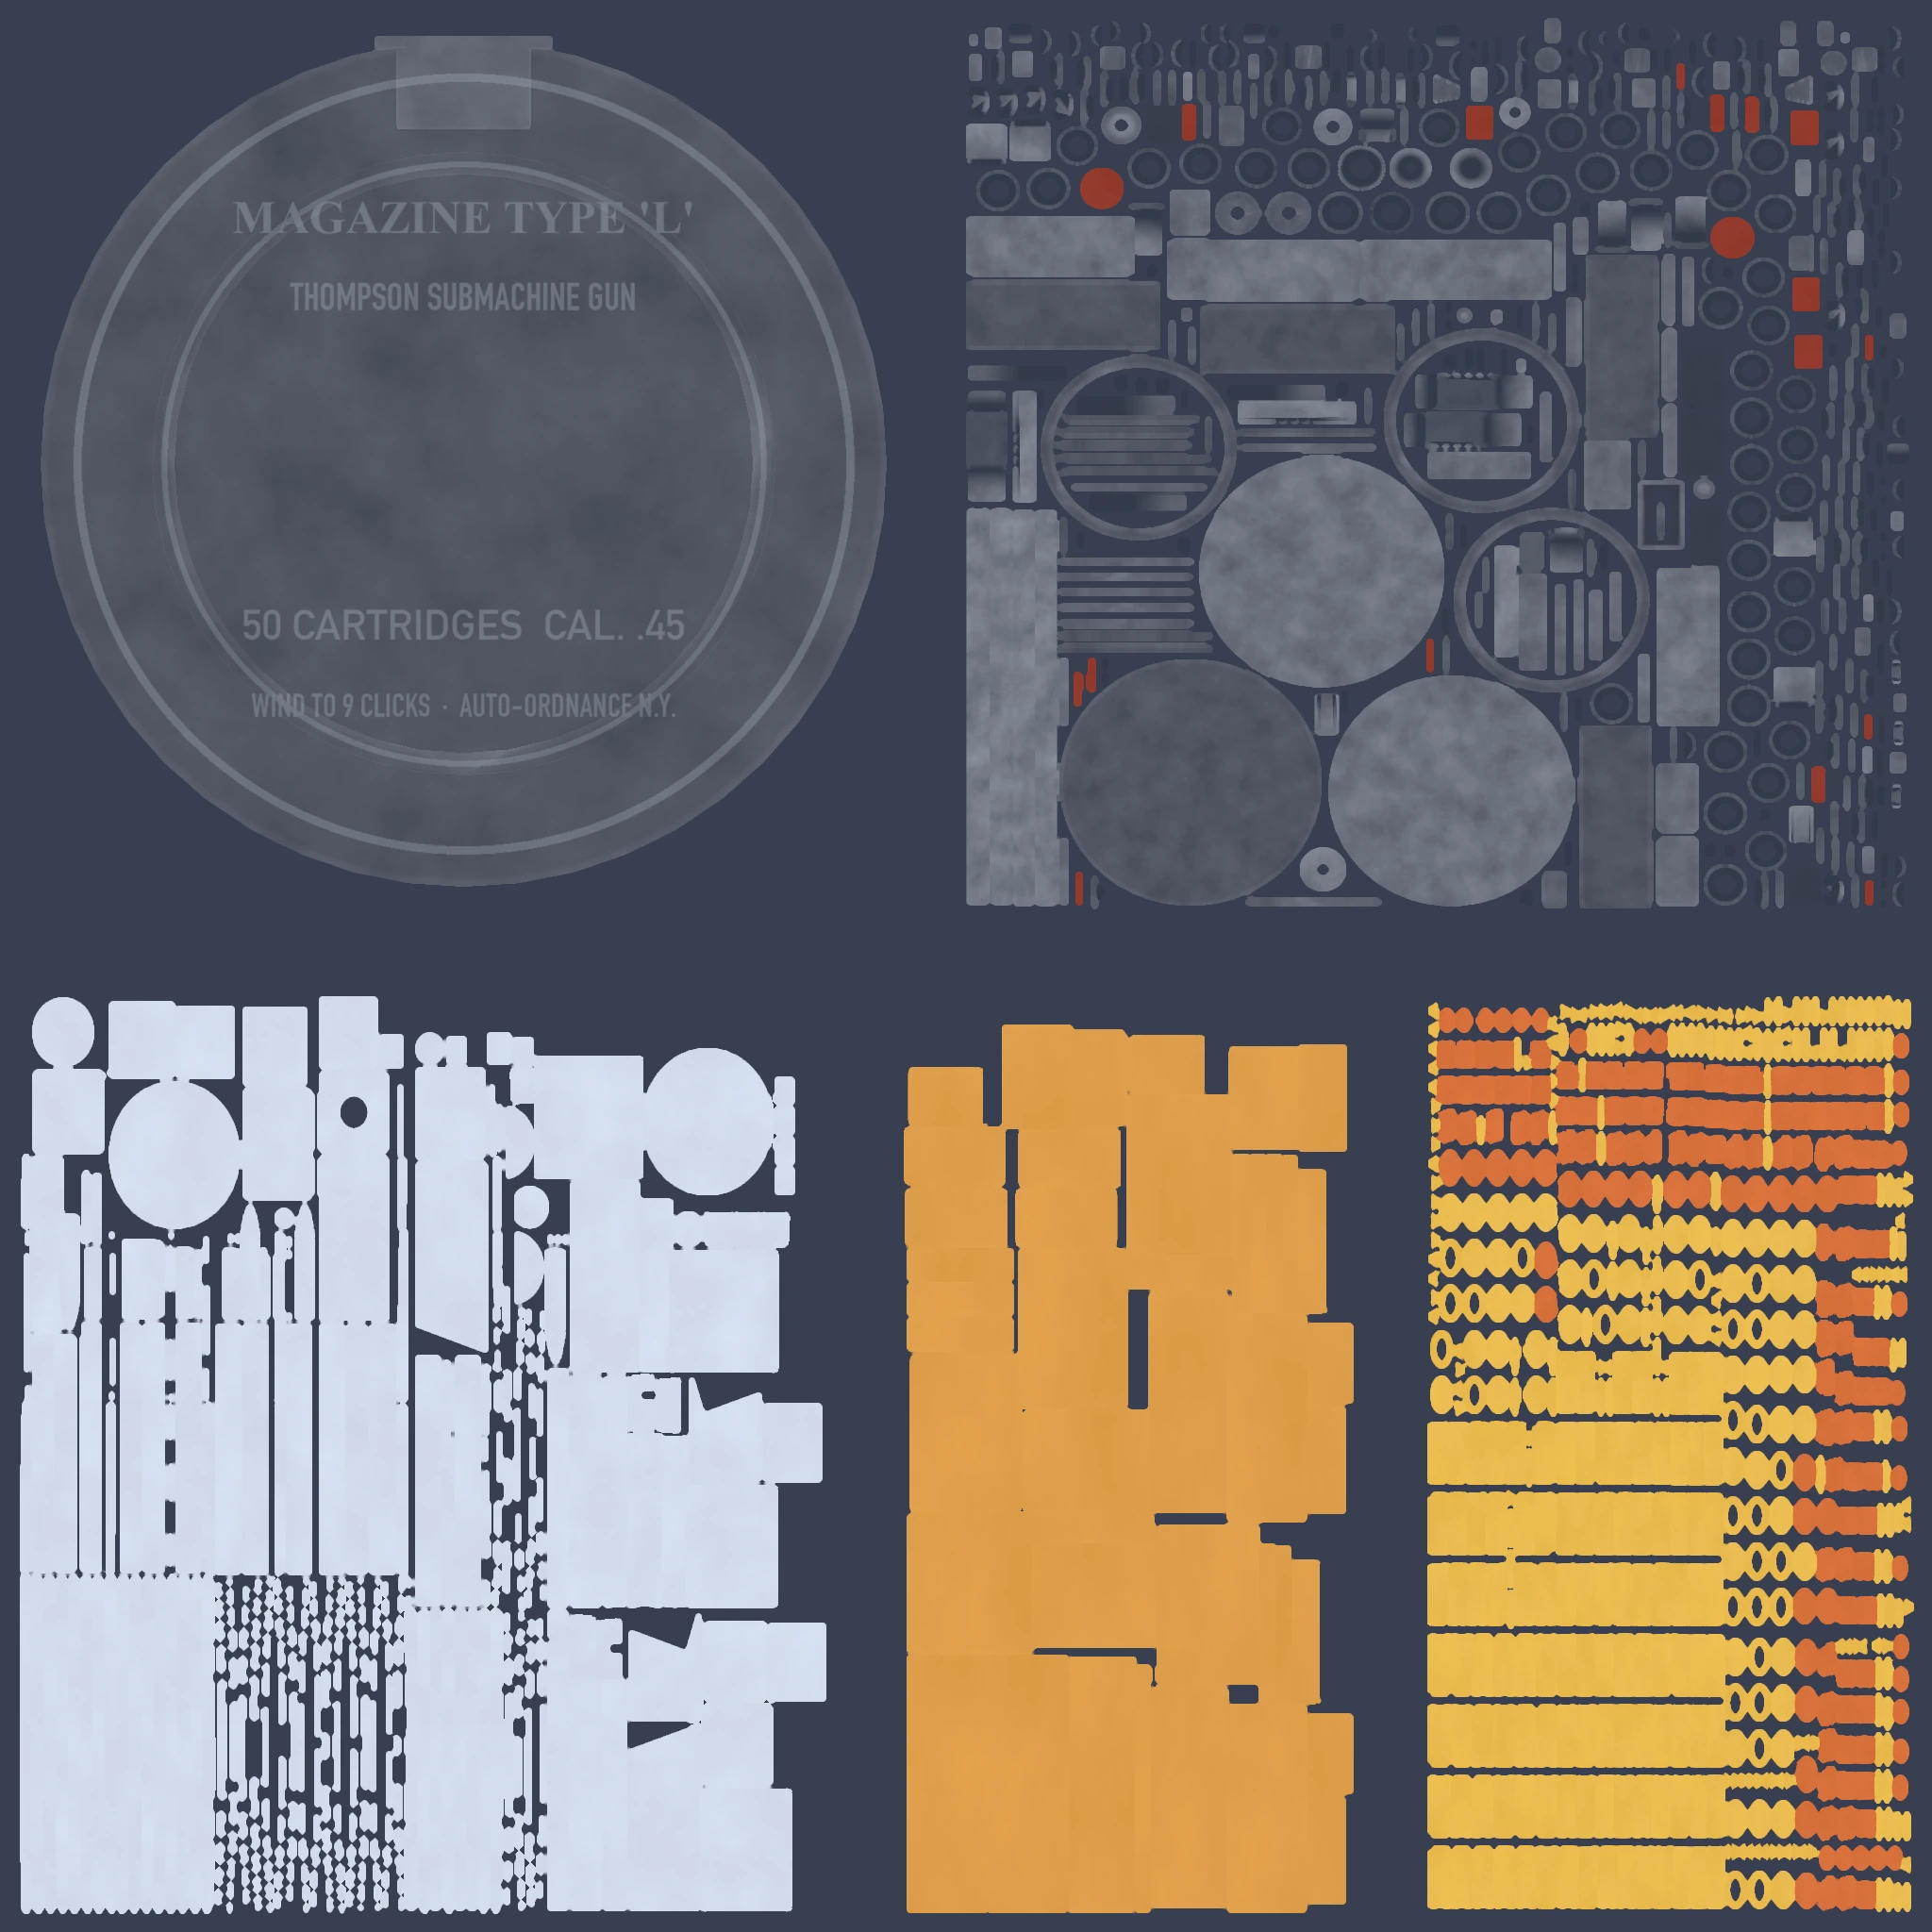 MAGAZINE TYPE 'L'
THOMPSON SUBMACHINE GUN
50 CARTRIDGES CAL. .45
WIND TO 9 CLICKS · AUTO-ORDNANCE N.Y.